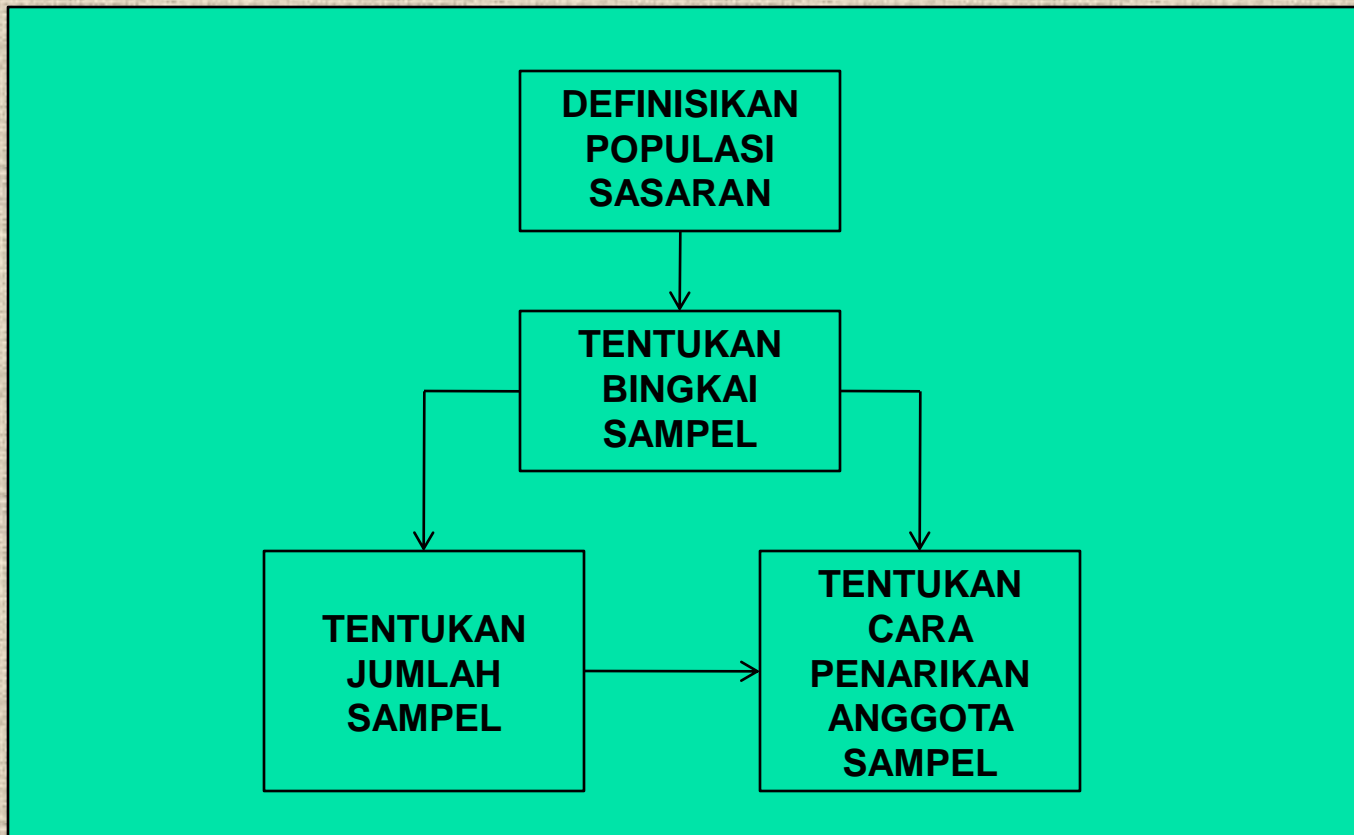 DEFINISIKAN
POPULASI
SASARAN
TENTUKAN
BINGKAI
SAMPEL
TENTUKAN
JUMLAH
SAMPEL
TENTUKAN
CARA
PENARIKAN
ANGGOTA
SAMPEL